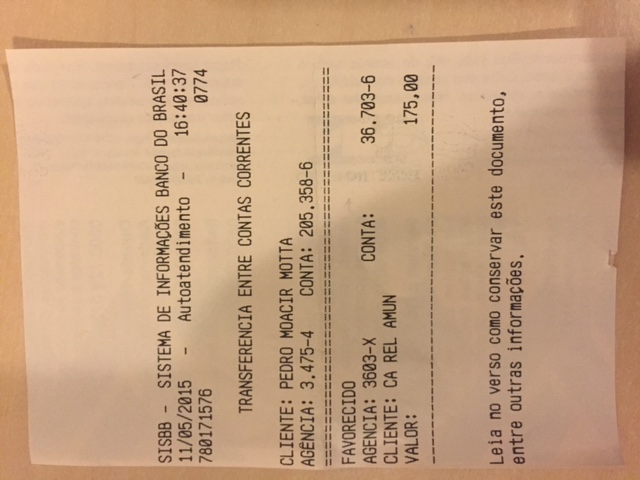 SISBB - SISTEMA DE INFORMAÇÕES BANCO DO BRASIL
11/05/2015 - Autoatendimento - 16:40:37
780171576 0774
TRANSFERENCIA ENTRE CONTAS CORRENTES
CLIENTE: PEDRO MOACIR MOTTA
AGÊNCIA: 3.475-4 CONTA: 205.358-6
================================================
FAVORECIDO
AGENCIA: 3603-X CONTA: 36.703-6
CLIENTE: CA REL AMUN
VALOR: 175,00
------------------------------------------------
Leia no verso como conservar este documento,
entre outras informações.